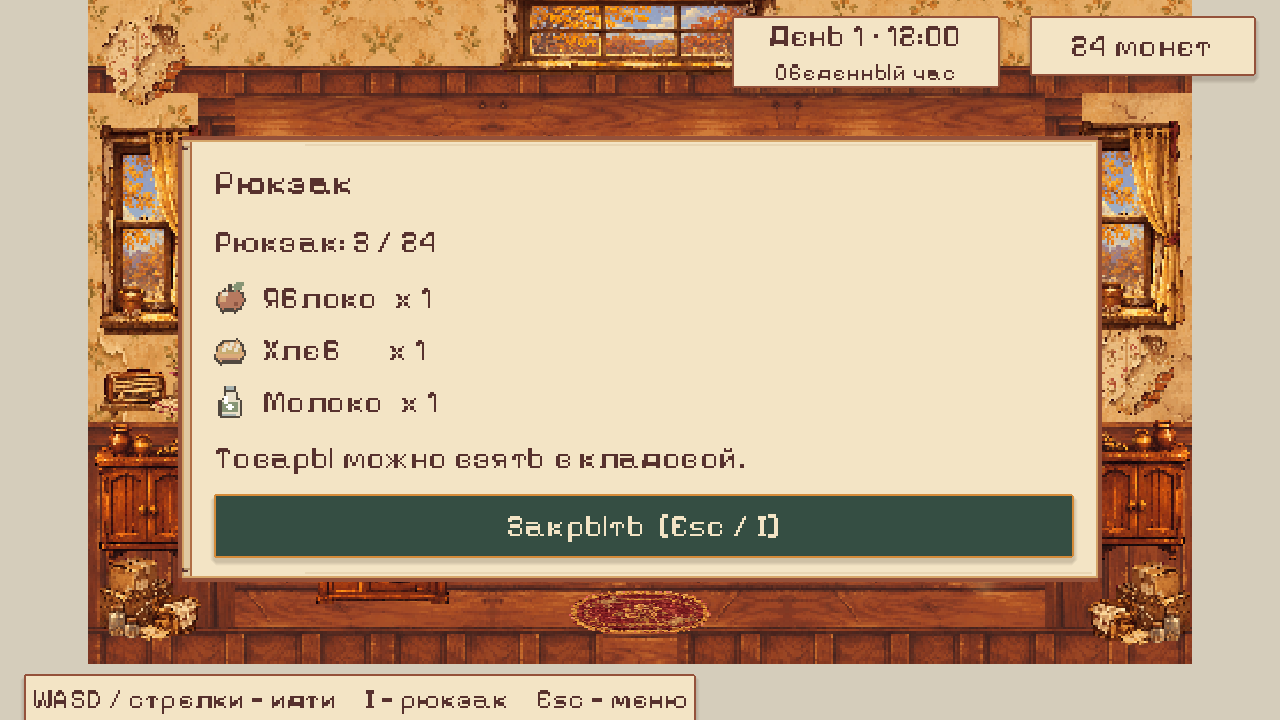 День 1 · 12:00
Обеденный час
24 монет
Рюкзак
Рюкзак: 3 / 24
Яблоко x 1
Хлеб x 1
Молоко x 1
Товары можно взять в кладовой.
Закрыть (Esc / I)
WASD / стрелки - идти I - рюкзак Esc - меню